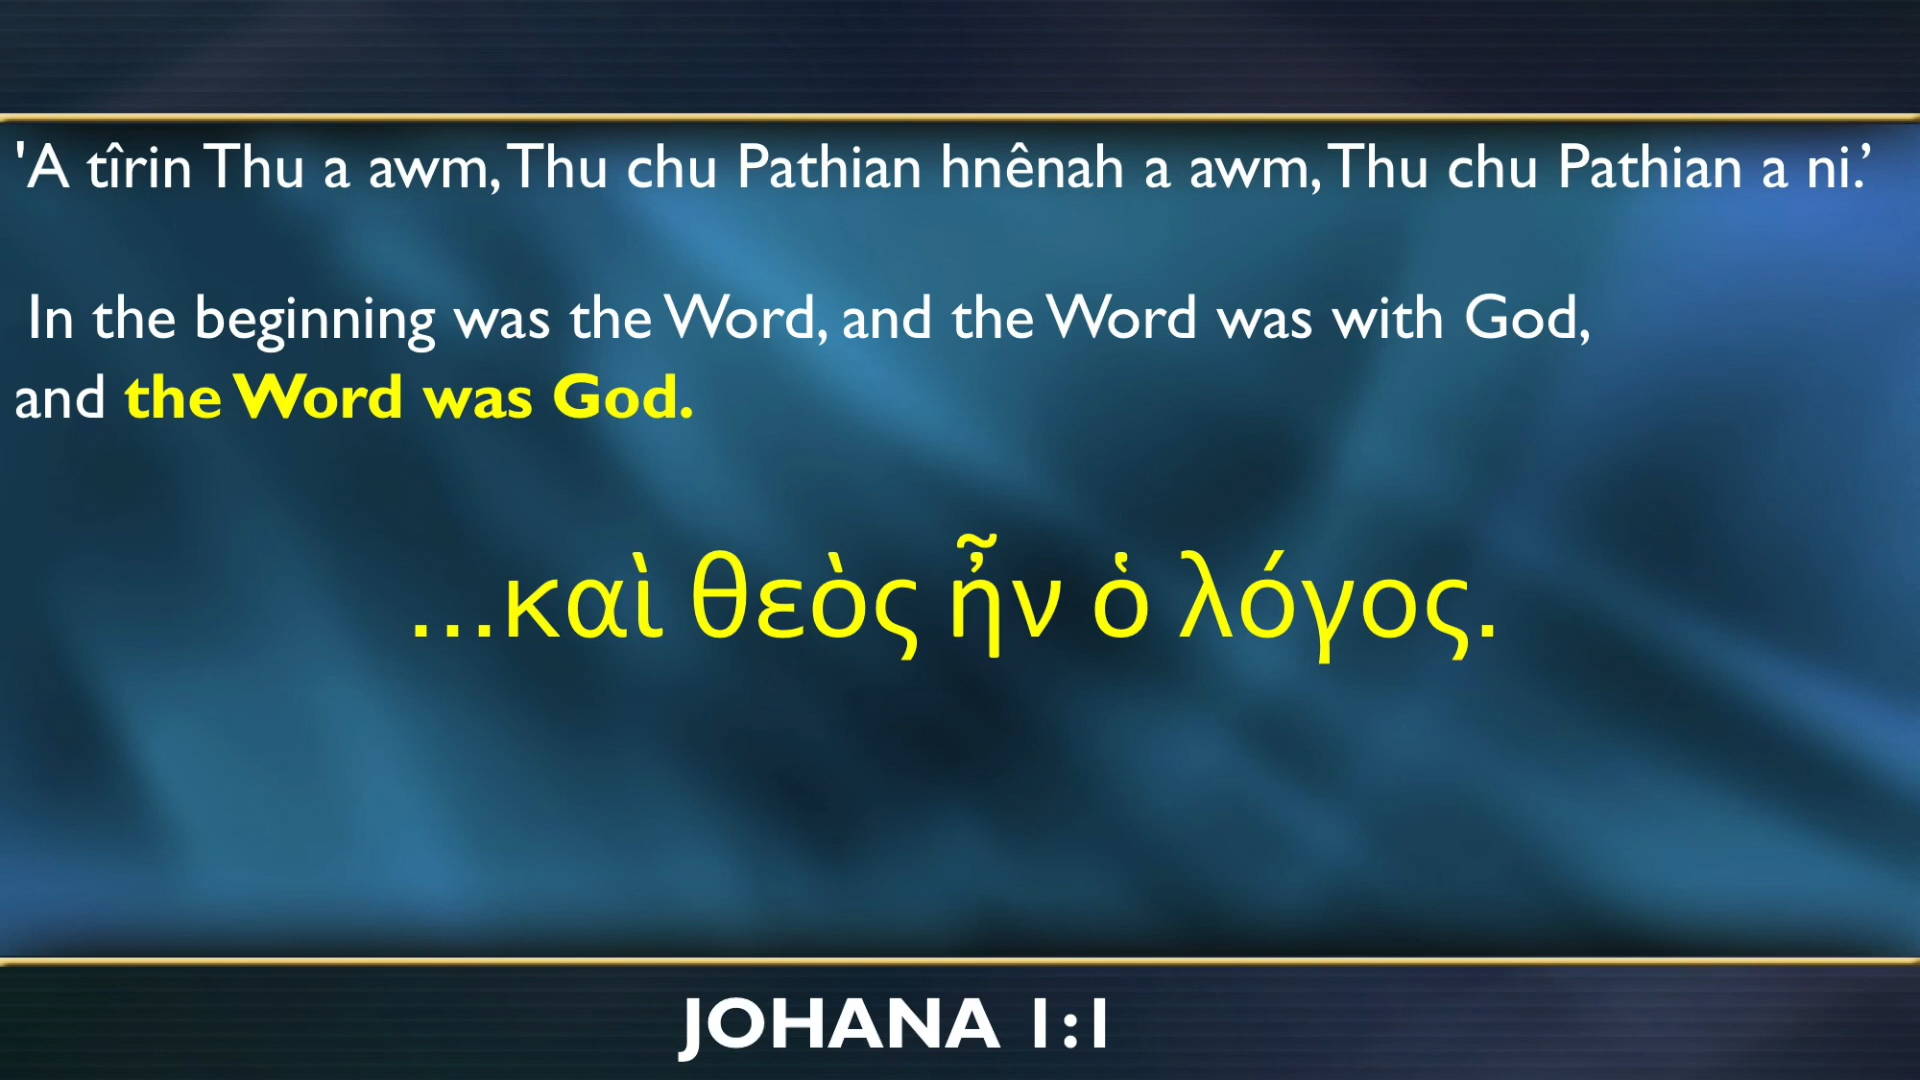 'A tîrin Thu a awm, Thu chu Pathian hnênah a awm, Thu chu Pathian a ni.’
In the beginning was the Word, and the Word was with God,
and the Word was God.
...καὶ θεὸς ἦν ὁ λόγος.
JOHANA 1:1